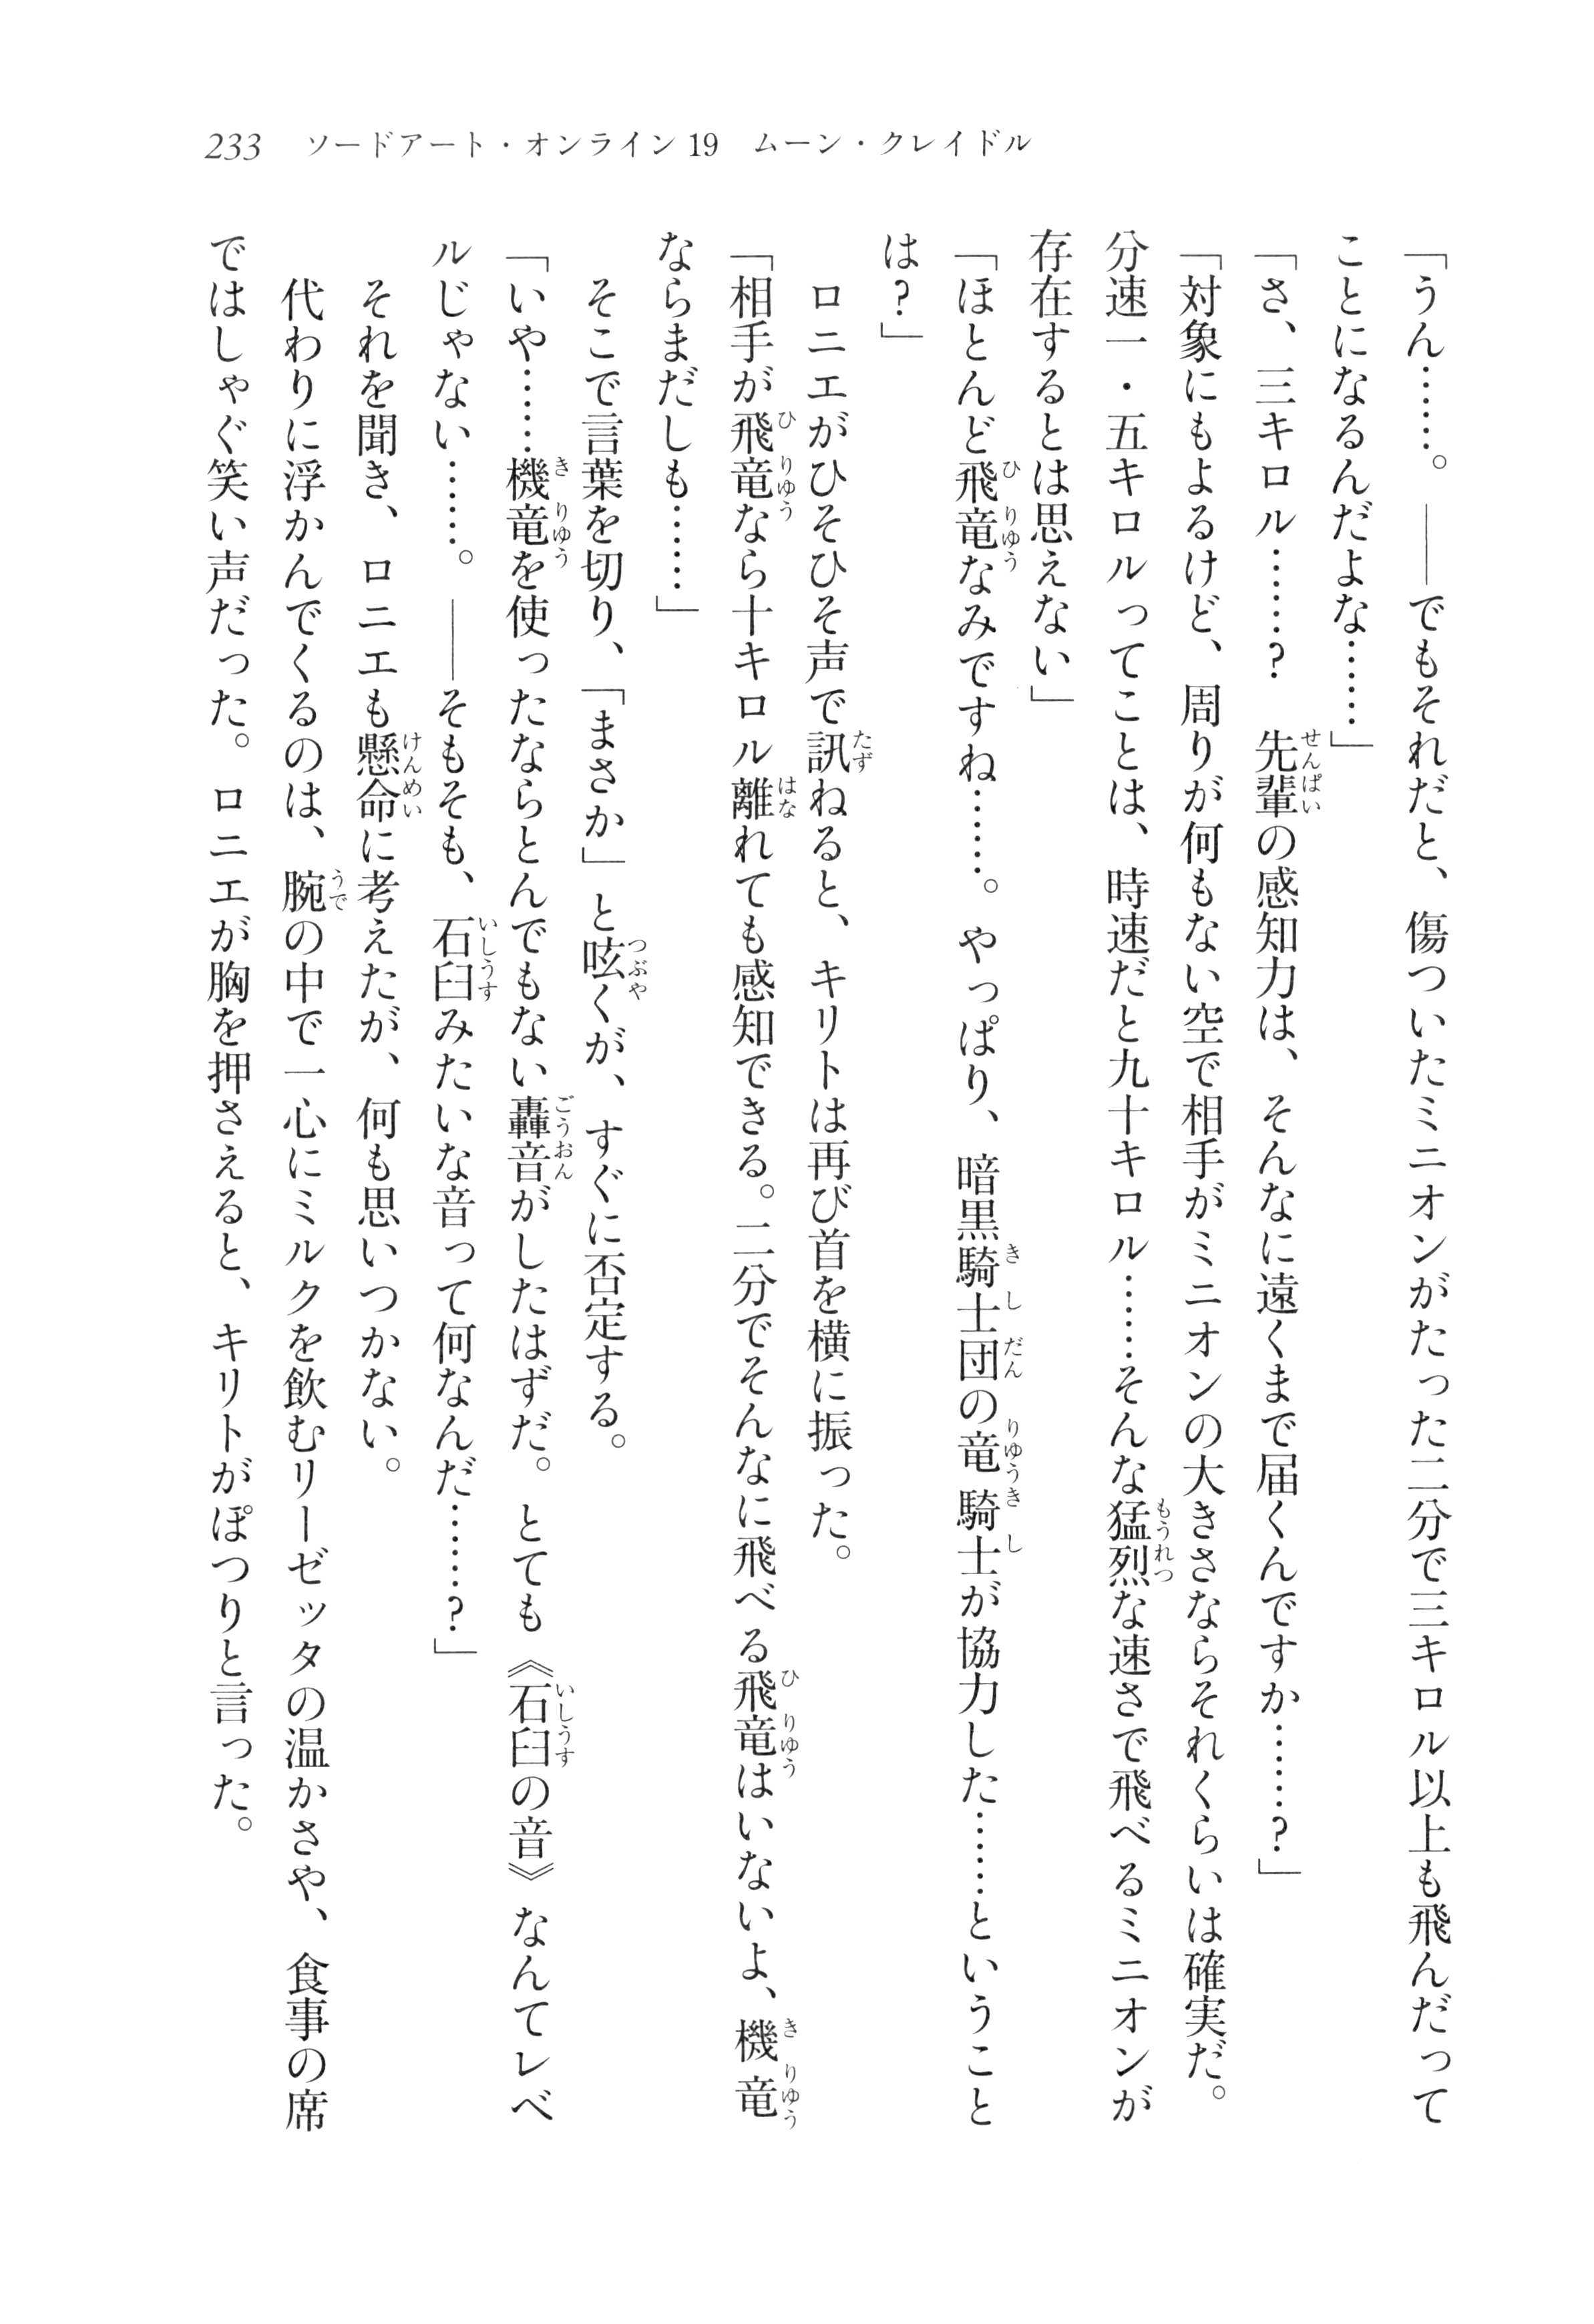 233 ソードアート・オンライン19 ムーン・クレイドル
「うん……。――でもそれだと、傷ついたミニオンがたった二分で三キロル以上も飛んだって
ことになるんだよな……」
「さ、三キロル……? 先輩の感知力は、そんなに遠くまで届くんですか……?」
「対象にもよるけど、周りが何もない空で相手がミニオンの大きさならそれくらいは確実だ。
分速一・五キロルってことは、時速だと九十キロル……そんな猛烈な速さで飛べるミニオンが
存在するとは思えない」
「ほとんど飛竜なみですね……。やっぱり、暗黒騎士団の竜騎士が協力した……ということ
は?」
ロニエがひそひそ声で訊ねると、キリトは再び首を横に振った。
「相手が飛竜なら十キロル離れても感知できる。二分でそんなに飛べる飛竜はいないよ、機竜
ならまだしも……」
そこで言葉を切り、「まさか」と呟くが、すぐに否定する。
「いや……機竜を使ったならとんでもない轟音がしたはずだ。とても《石臼の音》なんてレベ
ルじゃない……。――そもそも、石臼みたいな音って何なんだ……?」
それを聞き、ロニエも懸命に考えたが、何も思いつかない。
代わりに浮かんでくるのは、腕の中で一心にミルクを飲むリーゼッタの温かさや、食事の席
ではしゃぐ笑い声だった。ロニエが胸を押さえると、キリトがぽつりと言った。